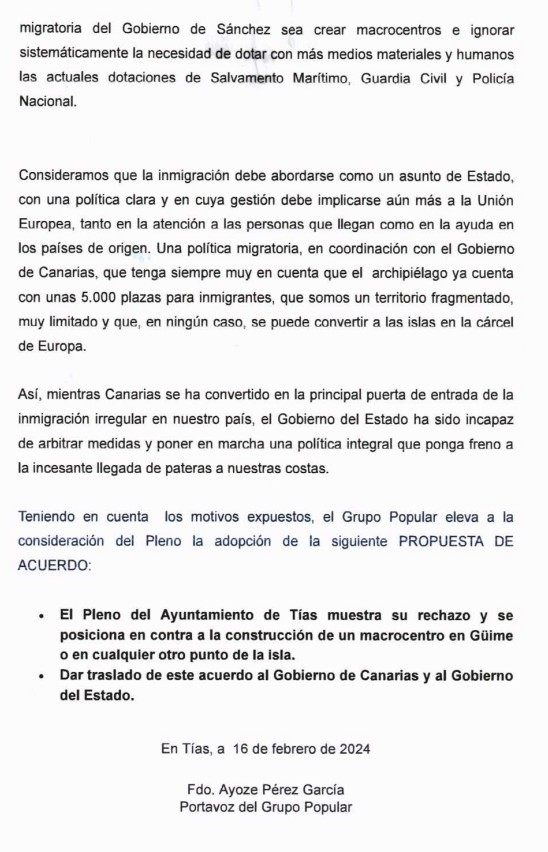 migratoria del Gobierno de Sánchez sea crear macrocentros e ignorar
sistemáticamente la necesidad de dotar con más medios materiales y humanos
las actuales dotaciones de Salvamento Marítimo, Guardia Civil y Policía
Nacional.
Consideramos que la inmigración debe abordarse como un asunto de Estado,
con una política clara y en cuya gestión debe implicarse aún más a la Unión
Europea, tanto en la atención a las personas que llegan como en la ayuda en
los países de origen. Una política migratoria, en coordinación con el Gobierno
de Canarias, que tenga siempre muy en cuenta que el archipiélago ya cuenta
con unas 5.000 plazas para inmigrantes, que somos un territorio fragmentado,
muy limitado y que, en ningún caso, se puede convertir a las islas en la cárcel
de Europa.
Así, mientras Canarias se ha convertido en la principal puerta de entrada de la
inmigración irregular en nuestro país, el Gobierno del Estado ha sido incapaz
de arbitrar medidas y poner en marcha una política integral que ponga freno a
la incesante llegada de pateras a nuestras costas.
Teniendo en cuenta los motivos expuestos, el Grupo Popular eleva a la
consideración del Pleno la adopción de la siguiente PROPUESTA DE
ACUERDO:
• El Pleno del Ayuntamiento de Tías muestra su rechazo y se
posiciona en contra a la construcción de un macrocentro en Güime
o en cualquier otro punto de la isla.
• Dar traslado de este acuerdo al Gobierno de Canarias y al Gobierno
del Estado.
En Tías, a 16 de febrero de 2024
Fdo. Ayoze Pérez García
Portavoz del Grupo Popular